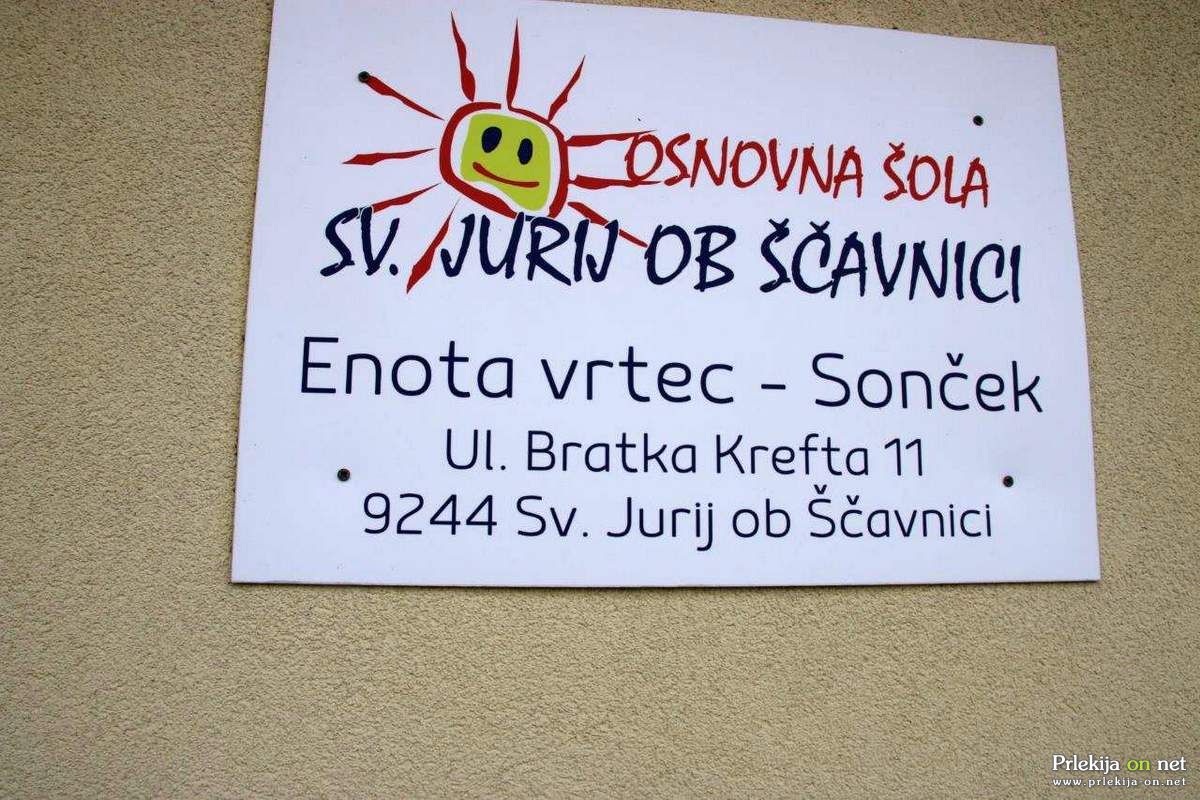 OSNOVNA ŠOLA
SV. JURIJ OB ŠČAVNICI
Enota vrtec - Sonček
Ul. Bratka Krefta 11
9244 Sv. Jurij ob Ščavnici
Prlekija on net
www.prlekija-on.net